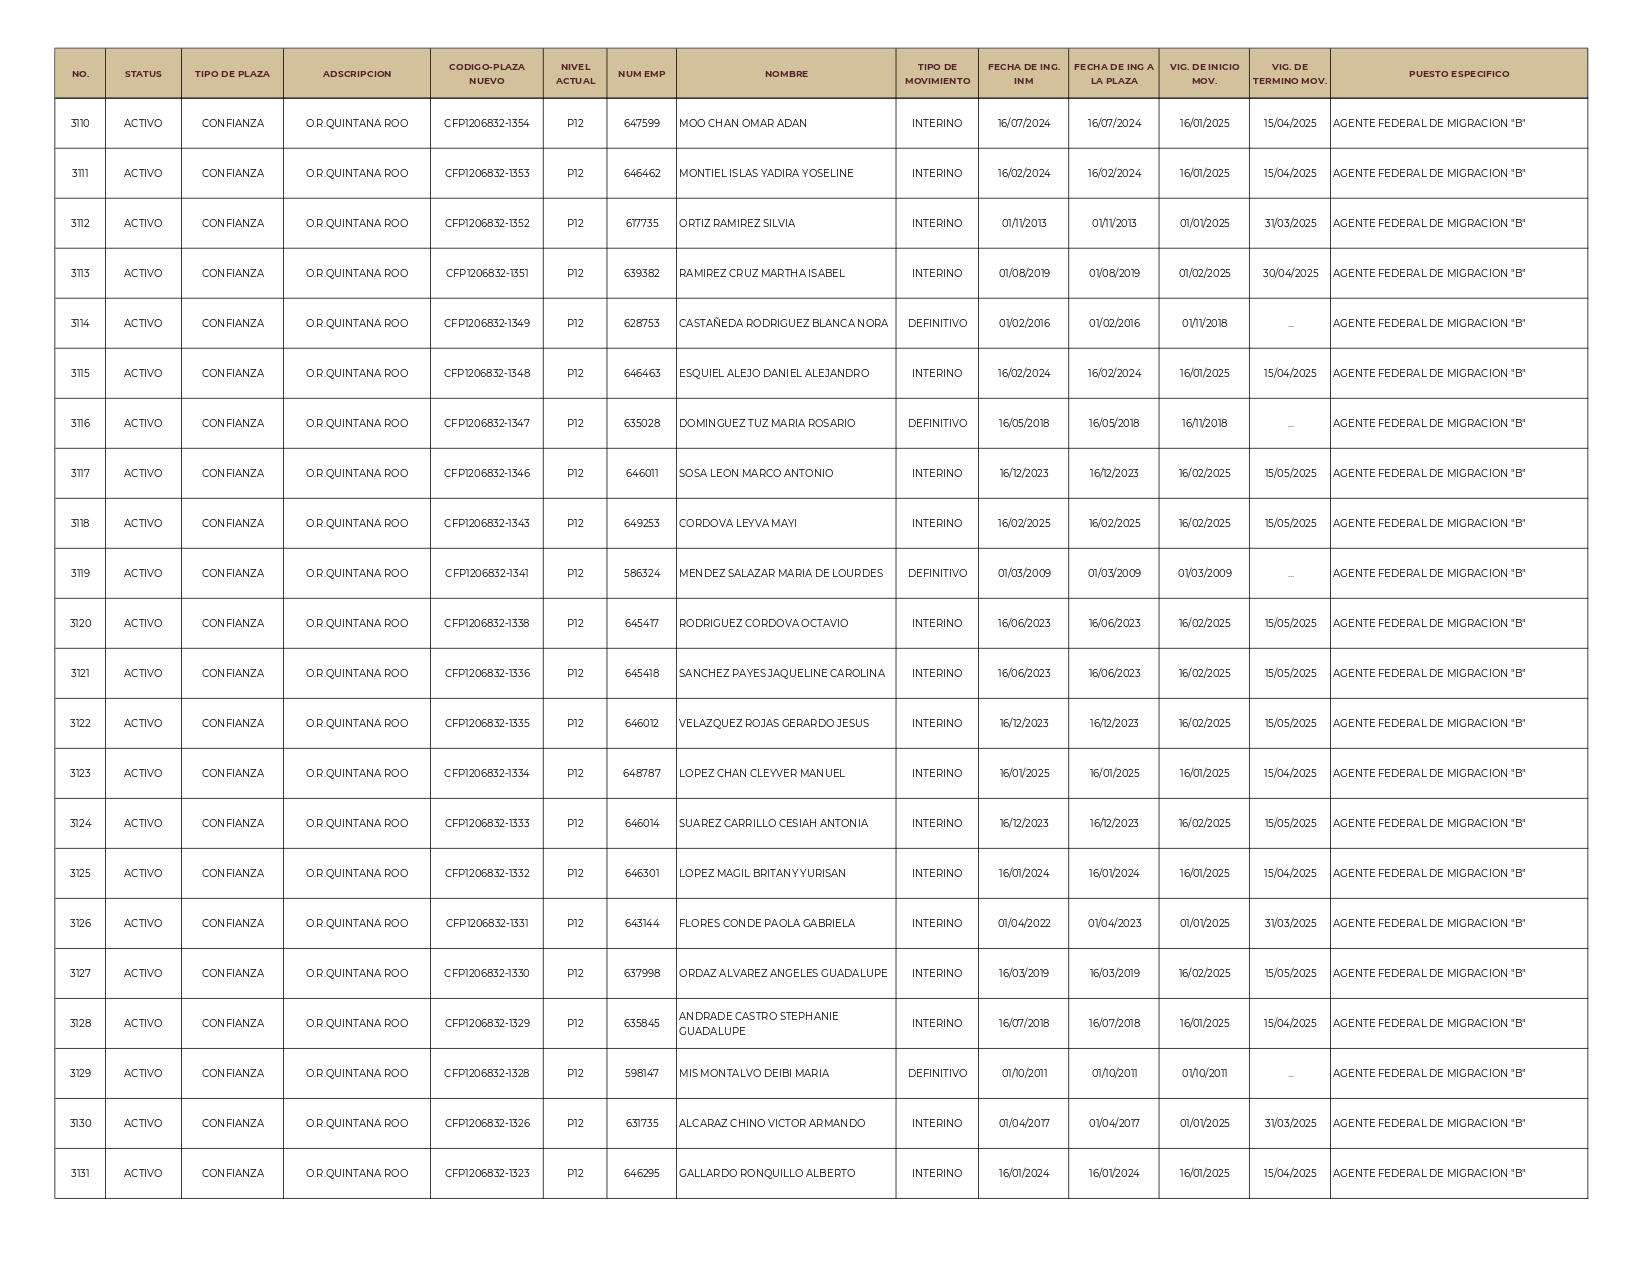 NO. STATUS TIPO DE PLAZA ADSCRIPCION CODIGO-PLAZA NUEVO NIVEL ACTUAL NUM EMP NOMBRE TIPO DE MOVIMIENTO FECHA DE ING. INM FECHA DE ING A LA PLAZA VIG. DE INICIO MOV. VIG. DE TERMINO MOV. PUESTO ESPECIFICO
3110 ACTIVO CONFIANZA O.R.QUINTANA ROO CFP1206832-1354 P12 647599 MOO CHAN OMAR ADAN INTERINO 16/07/2024 16/07/2024 16/01/2025 15/04/2025 AGENTE FEDERAL DE MIGRACION "B"
3111 ACTIVO CONFIANZA O.R.QUINTANA ROO CFP1206832-1353 P12 646462 MONTIEL ISLAS YADIRA YOSELINE INTERINO 16/02/2024 16/02/2024 16/01/2025 15/04/2025 AGENTE FEDERAL DE MIGRACION "B"
3112 ACTIVO CONFIANZA O.R.QUINTANA ROO CFP1206832-1352 P12 617735 ORTIZ RAMIREZ SILVIA INTERINO 01/11/2013 01/11/2013 01/01/2025 31/03/2025 AGENTE FEDERAL DE MIGRACION "B"
3113 ACTIVO CONFIANZA O.R.QUINTANA ROO CFP1206832-1351 P12 639382 RAMIREZ CRUZ MARTHA ISABEL INTERINO 01/08/2019 01/08/2019 01/02/2025 30/04/2025 AGENTE FEDERAL DE MIGRACION "B"
3114 ACTIVO CONFIANZA O.R.QUINTANA ROO CFP1206832-1349 P12 628753 CASTAÑEDA RODRIGUEZ BLANCA NORA DEFINITIVO 01/02/2016 01/02/2016 01/11/2018 ... AGENTE FEDERAL DE MIGRACION "B"
3115 ACTIVO CONFIANZA O.R.QUINTANA ROO CFP1206832-1348 P12 646463 ESQUIEL ALEJO DANIEL ALEJANDRO INTERINO 16/02/2024 16/02/2024 16/01/2025 15/04/2025 AGENTE FEDERAL DE MIGRACION "B"
3116 ACTIVO CONFIANZA O.R.QUINTANA ROO CFP1206832-1347 P12 635028 DOMINGUEZ TUZ MARIA ROSARIO DEFINITIVO 16/05/2018 16/05/2018 16/11/2018 ... AGENTE FEDERAL DE MIGRACION "B"
3117 ACTIVO CONFIANZA O.R.QUINTANA ROO CFP1206832-1346 P12 646011 SOSA LEON MARCO ANTONIO INTERINO 16/12/2023 16/12/2023 16/02/2025 15/05/2025 AGENTE FEDERAL DE MIGRACION "B"
3118 ACTIVO CONFIANZA O.R.QUINTANA ROO CFP1206832-1343 P12 649253 CORDOVA LEYVA MAYI INTERINO 16/02/2025 16/02/2025 16/02/2025 15/05/2025 AGENTE FEDERAL DE MIGRACION "B"
3119 ACTIVO CONFIANZA O.R.QUINTANA ROO CFP1206832-1341 P12 586324 MENDEZ SALAZAR MARIA DE LOURDES DEFINITIVO 01/03/2009 01/03/2009 01/03/2009 ... AGENTE FEDERAL DE MIGRACION "B"
3120 ACTIVO CONFIANZA O.R.QUINTANA ROO CFP1206832-1338 P12 645417 RODRIGUEZ CORDOVA OCTAVIO INTERINO 16/06/2023 16/06/2023 16/02/2025 15/05/2025 AGENTE FEDERAL DE MIGRACION "B"
3121 ACTIVO CONFIANZA O.R.QUINTANA ROO CFP1206832-1336 P12 645418 SANCHEZ PAYES JAQUELINE CAROLINA INTERINO 16/06/2023 16/06/2023 16/02/2025 15/05/2025 AGENTE FEDERAL DE MIGRACION "B"
3122 ACTIVO CONFIANZA O.R.QUINTANA ROO CFP1206832-1335 P12 646012 VELAZQUEZ ROJAS GERARDO JESUS INTERINO 16/12/2023 16/12/2023 16/02/2025 15/05/2025 AGENTE FEDERAL DE MIGRACION "B"
3123 ACTIVO CONFIANZA O.R.QUINTANA ROO CFP1206832-1334 P12 648787 LOPEZ CHAN CLEYVER MANUEL INTERINO 16/01/2025 16/01/2025 16/01/2025 15/04/2025 AGENTE FEDERAL DE MIGRACION "B"
3124 ACTIVO CONFIANZA O.R.QUINTANA ROO CFP1206832-1333 P12 646014 SUAREZ CARRILLO CESIAH ANTONIA INTERINO 16/12/2023 16/12/2023 16/02/2025 15/05/2025 AGENTE FEDERAL DE MIGRACION "B"
3125 ACTIVO CONFIANZA O.R.QUINTANA ROO CFP1206832-1332 P12 646301 LOPEZ MAGIL BRITANY YURISAN INTERINO 16/01/2024 16/01/2024 16/01/2025 15/04/2025 AGENTE FEDERAL DE MIGRACION "B"
3126 ACTIVO CONFIANZA O.R.QUINTANA ROO CFP1206832-1331 P12 643144 FLORES CONDE PAOLA GABRIELA INTERINO 01/04/2022 01/04/2023 01/01/2025 31/03/2025 AGENTE FEDERAL DE MIGRACION "B"
3127 ACTIVO CONFIANZA O.R.QUINTANA ROO CFP1206832-1330 P12 637998 ORDAZ ALVAREZ ANGELES GUADALUPE INTERINO 16/03/2019 16/03/2019 16/02/2025 15/05/2025 AGENTE FEDERAL DE MIGRACION "B"
3128 ACTIVO CONFIANZA O.R.QUINTANA ROO CFP1206832-1329 P12 635845 ANDRADE CASTRO STEPHANIE GUADALUPE INTERINO 16/07/2018 16/07/2018 16/01/2025 15/04/2025 AGENTE FEDERAL DE MIGRACION "B"
3129 ACTIVO CONFIANZA O.R.QUINTANA ROO CFP1206832-1328 P12 598147 MIS MONTALVO DEIBI MARIA DEFINITIVO 01/10/2011 01/10/2011 01/10/2011 ... AGENTE FEDERAL DE MIGRACION "B"
3130 ACTIVO CONFIANZA O.R.QUINTANA ROO CFP1206832-1326 P12 631735 ALCARAZ CHINO VICTOR ARMANDO INTERINO 01/04/2017 01/04/2017 01/01/2025 31/03/2025 AGENTE FEDERAL DE MIGRACION "B"
3131 ACTIVO CONFIANZA O.R.QUINTANA ROO CFP1206832-1323 P12 646295 GALLARDO RONQUILLO ALBERTO INTERINO 16/01/2024 16/01/2024 16/01/2025 15/04/2025 AGENTE FEDERAL DE MIGRACION "B"